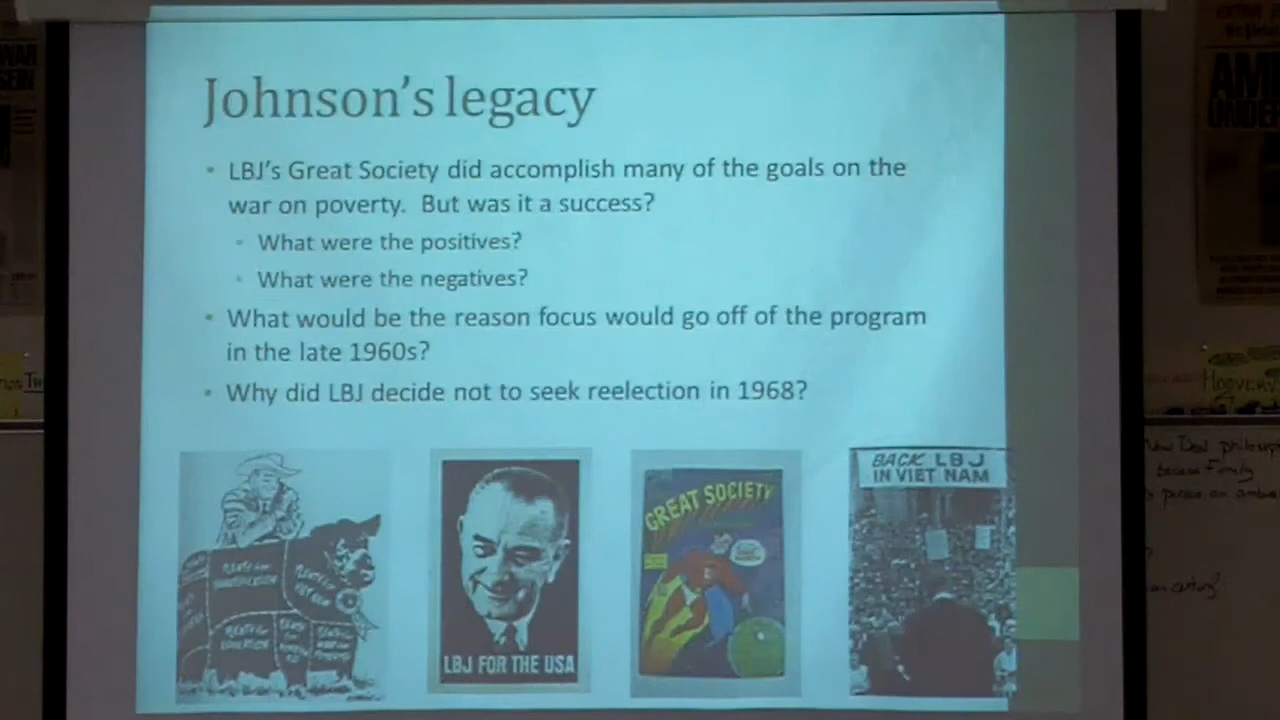 Johnson's legacy
LBJ's Great Society did accomplish many of the goals on the
war on poverty. But was it a success?
What were the positives?
What were the negatives?
What would be the reason focus would go off of the program
in the late 1960s?
Why did LBJ decide not to seek reelection in 1968?
LBJ FOR THE USA
GREAT SOCIETY
BACK LBJ
IN VIET NAM
WAR
New Deal